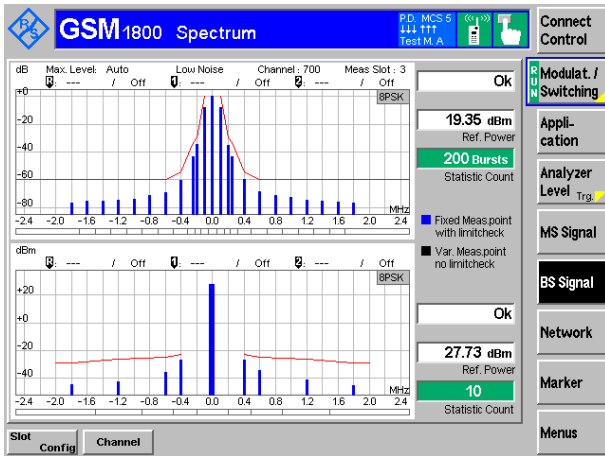 GSM 1800 Spectrum
P.D. MCS 5
Test M. A
Connect Control
dB Max. Level: Auto Low Noise Channel : 700 Meas Slot : 3
--- / Off --- / Off --- / Off
8PSK
+0
-20
-40
-60
-80
MHz
-2.4 -2.0 -1.6 -1.2 -0.8 -0.4 0.0 0.4 0.8 1.2 1.6 2.0 2.4
Ok
19.35 dBm
Ref. Power
200 Bursts
Statistic Count
Fixed Meas.point
with limitcheck
Var. Meas.point
no limitcheck
dBm
--- / Off --- / Off --- / Off
8PSK
+20
+0
-20
-40
MHz
-2.4 -2.0 -1.6 -1.2 -0.8 -0.4 0.0 0.4 0.8 1.2 1.6 2.0 2.4
Ok
27.73 dBm
Ref. Power
10
Statistic Count
RUN
Modulat. /
Switching
Appli-
cation
Analyzer
Level Trg.
MS Signal
BS Signal
Network
Marker
Menus
Slot
Config
Channel